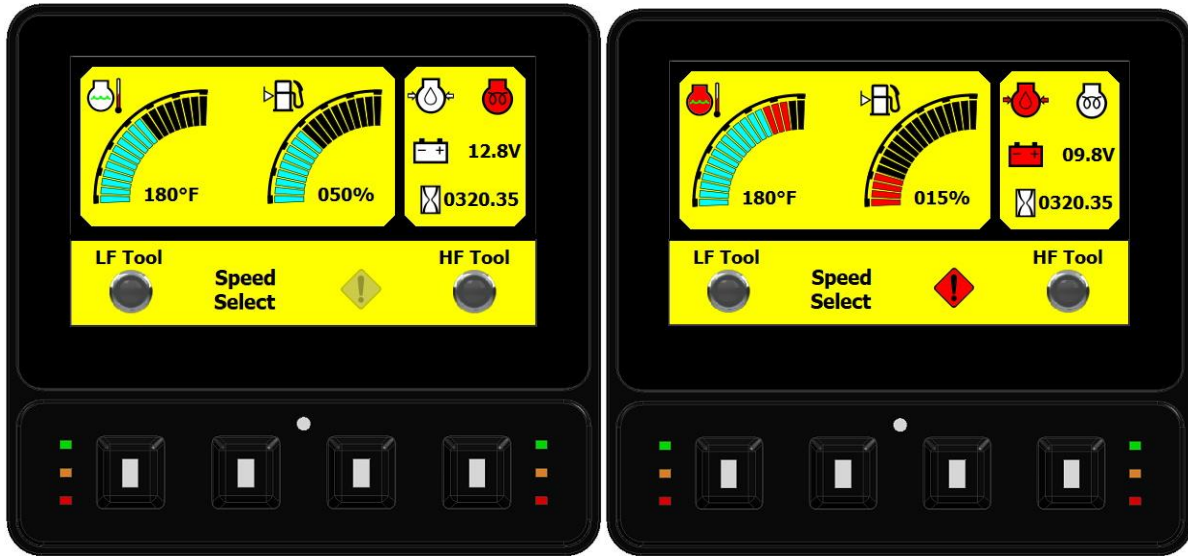 180°F 050%
12.8V
0320.35
LF Tool
Speed
Select
HF Tool
180°F 015%
09.8V
0320.35
LF Tool
Speed
Select
HF Tool